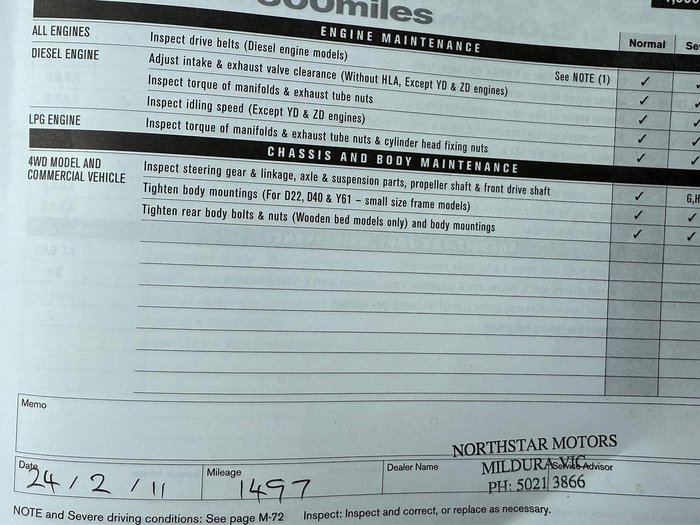 miles
ENGINE MAINTENANCE
Normal
ALL ENGINES
Inspect drive belts (Diesel engine models)
DIESEL ENGINE
Adjust intake & exhaust valve clearance (Without HLA, Except YD & ZD engines)
See NOTE (1)
✓
Inspect torque of manifolds & exhaust tube nuts
✓
Inspect idling speed (Except YD & ZD engines)
✓ ✓
LPG ENGINE
Inspect torque of manifolds & exhaust tube nuts & cylinder head fixing nuts
✓ ✓
✓ ✓
CHASSIS AND BODY MAINTENANCE
4WD MODEL AND
COMMERCIAL VEHICLE
Inspect steering gear & linkage, axle & suspension parts, propeller shaft & front drive shaft
✓
Tighten body mountings (For D22, D40 & Y61 – small size frame models)
✓ ✓
Tighten rear body bolts & nuts (Wooden bed models only) and body mountings
✓ ✓
Memo
Date
24 / 2 / 11
Mileage
1497
Dealer Name
NORTHSTAR MOTORS
MILDURA VIC
Service Advisor
PH: 5021 3866
NOTE and Severe driving conditions: See page M-72
Inspect: Inspect and correct, or replace as necessary.